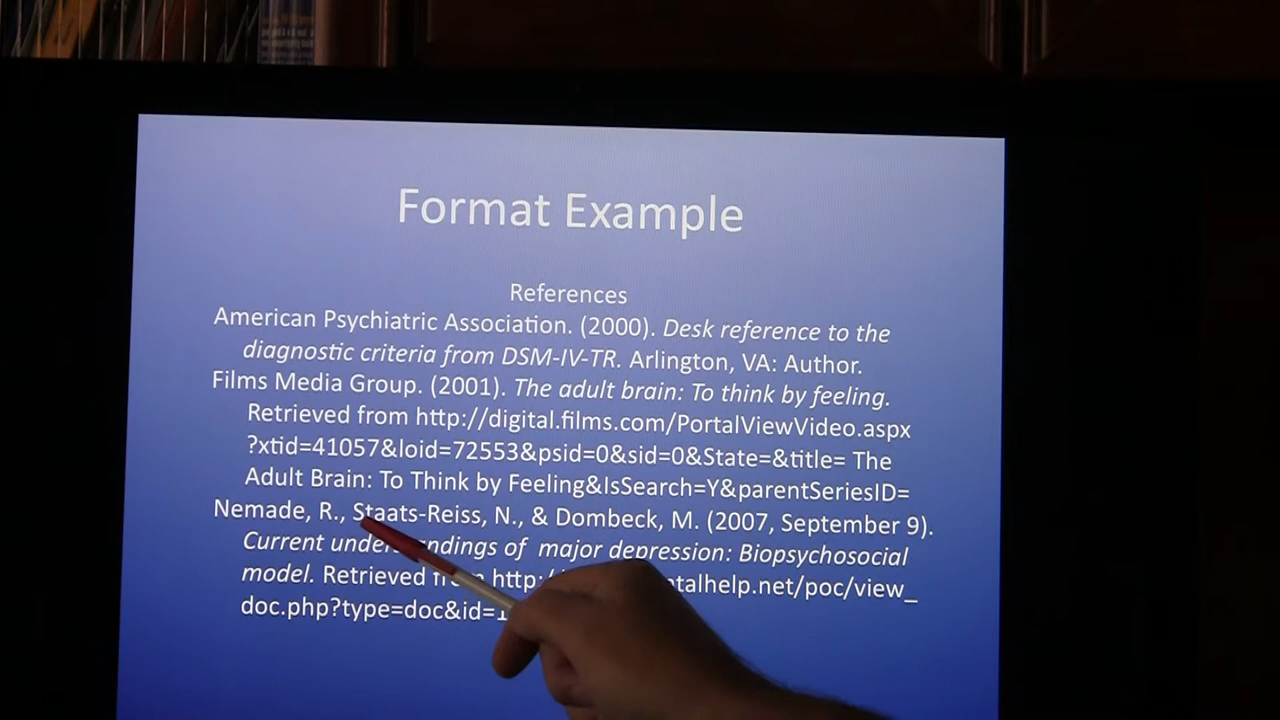 Format Example
References
American Psychiatric Association. (2000). Desk reference to the
diagnostic criteria from DSM-IV-TR. Arlington, VA: Author.
Films Media Group. (2001). The adult brain: To think by feeling.
Retrieved from http://digital.films.com/PortalViewVideo.aspx
?xtid=41057&loid=72553&psid=0&sid=0&State=&title= The
Adult Brain: To Think by Feeling&IsSearch=Y&parentSeriesID=
Nemade, R., Staats-Reiss, N., & Dombeck, M. (2007, September 9).
Current of major depression: Biopsychosocial
model. Retrieved http:/ talhelp.net/poc/view_
doc.php?type=doc&id=1